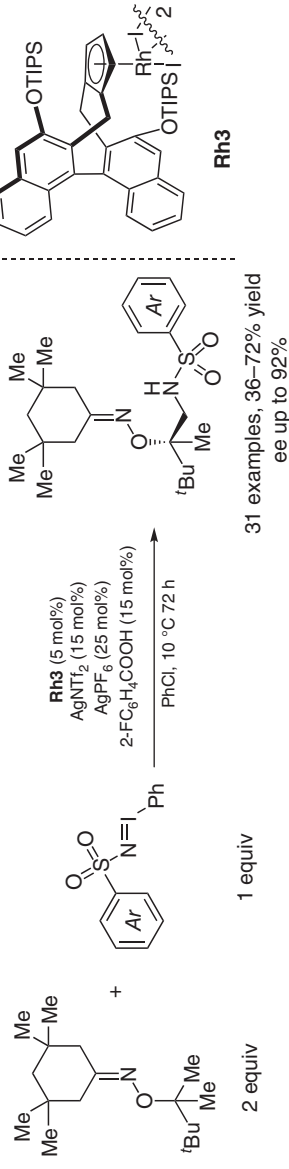 Me
Me
Me
Me
N
O
tBu
Me
Me
2 equiv
+
O
O
S
N
I
Ph
Ar
1 equiv
Rh3 (5 mol%)
AgNTf2 (15 mol%)
AgPF6 (25 mol%)
2-FC6H4COOH (15 mol%)
PhCl, 10 °C 72 h
Me
Me
Me
Me
N
O
tBu
Me
H
N
S
O
O
Ar
31 examples, 36–72% yield
ee up to 92%
OTIPS
Rh
I
I
2
OTIPS
Rh3